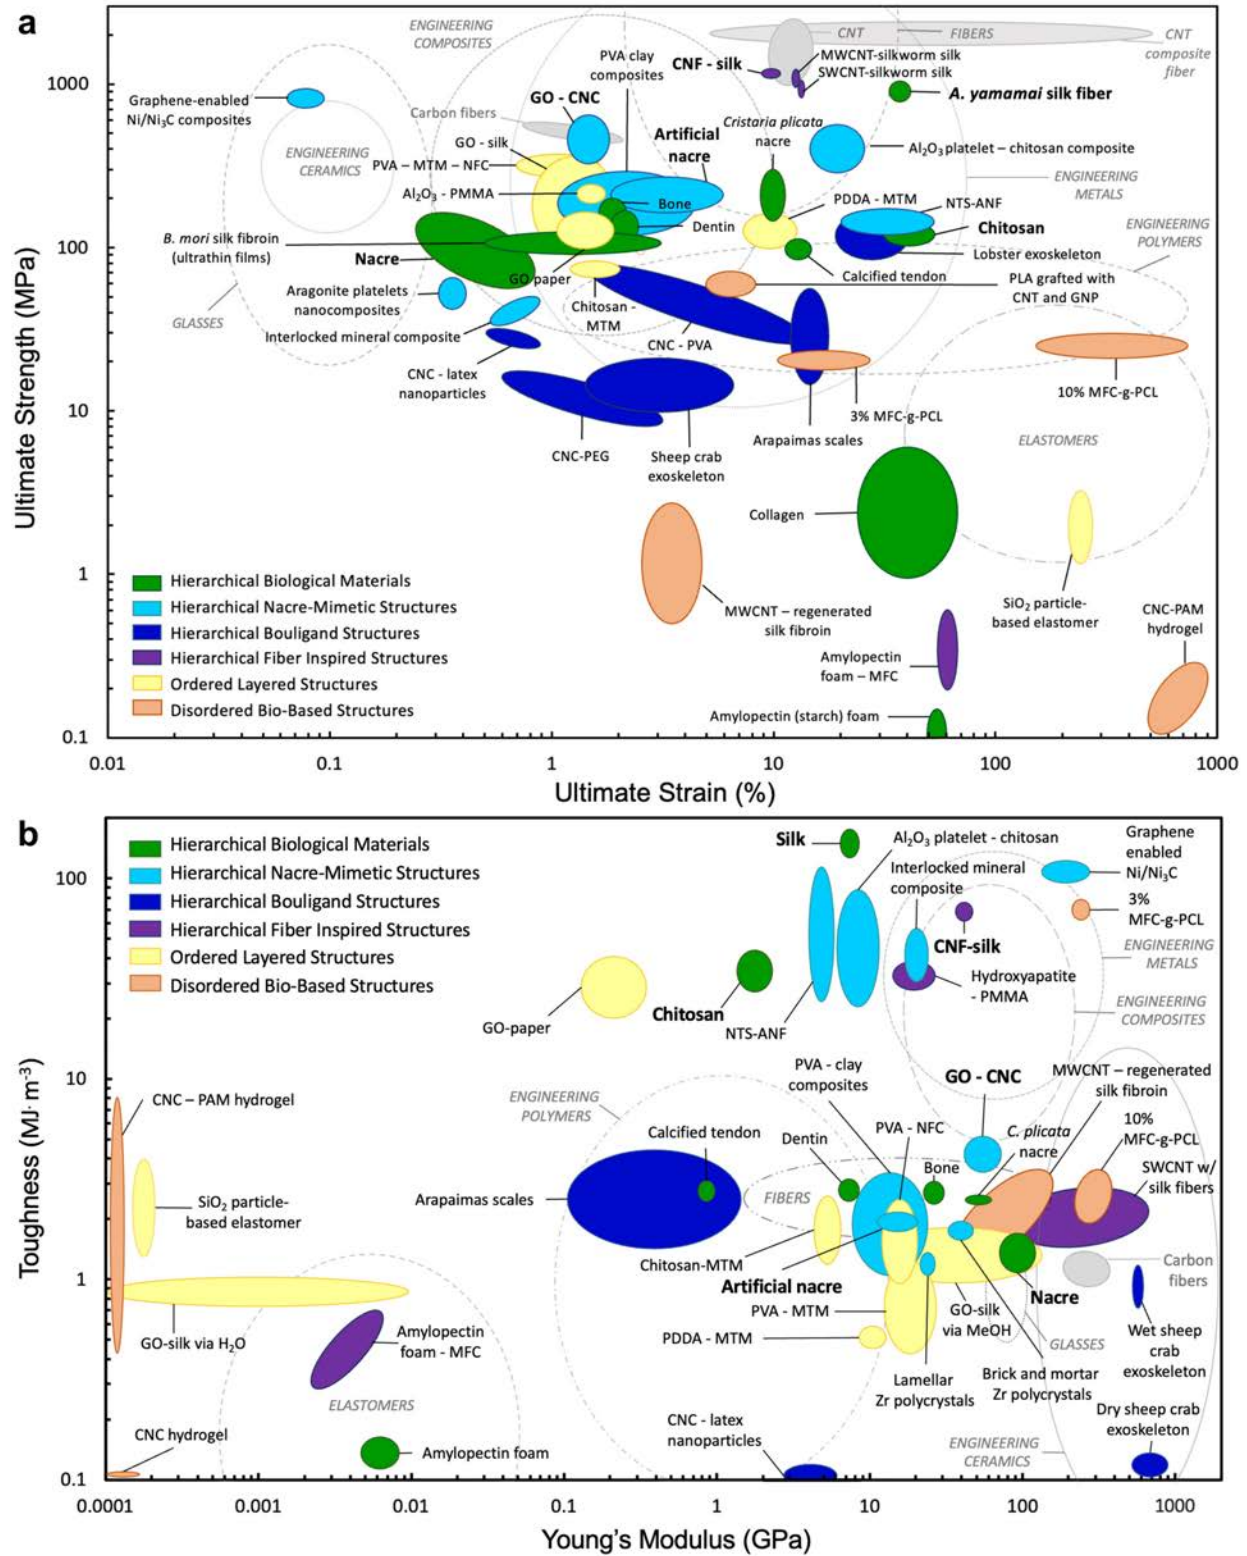 a
ENGINEERING
COMPOSITES
PVA clay
composites
CNF - silk
CNT
FIBERS
MWCNT-silkworm silk
SWCNT-silkworm silk
CNT
composite
fiber
1000
Graphene-enabled
Ni/Ni₃C composites
GO - CNC
A. yamamai silk fiber
Carbon fibers
Cristaria plicata
nacre
Artificial
nacre
GO - silk
ENGINEERING
CERAMICS
PVA – MTM – NFC
Al₂O₃ platelet – chitosan composite
Al₂O₃ - PMMA
ENGINEERING
METALS
Bone
PDDA - MTM
NTS-ANF
Dentin
Chitosan
ENGINEERING
POLYMERS
100
B. mori silk fibroin
(ultrathin films)
Nacre
Lobster exoskeleton
GO paper
Calcified tendon
PLA grafted with
CNT and GNP
Aragonite platelets
nanocomposites
Chitosan -
MTM
GLASSES
Interlocked mineral composite
CNC - PVA
CNC - latex
nanoparticles
10% MFC-g-PCL
10
3% MFC-g-PCL
CNC-PEG
Sheep crab
exoskeleton
Arapaimas scales
ELASTOMERS
Collagen
1
Hierarchical Biological Materials
Hierarchical Nacre-Mimetic Structures
Hierarchical Bouligand Structures
Hierarchical Fiber Inspired Structures
Ordered Layered Structures
Disordered Bio-Based Structures
MWCNT – regenerated
silk fibroin
SiO₂ particle-
based elastomer
CNC-PAM
hydrogel
Amylopectin
foam – MFC
Amylopectin (starch) foam
0.1
0.01 0.1 1 10 100 1000
Ultimate Strength (MPa)
Ultimate Strain (%)
b
Hierarchical Biological Materials
Hierarchical Nacre-Mimetic Structures
Hierarchical Bouligand Structures
Hierarchical Fiber Inspired Structures
Ordered Layered Structures
Disordered Bio-Based Structures
Silk
Al₂O₃ platelet - chitosan
Interlocked mineral
composite
Graphene
enabled
Ni/Ni₃C
100
3%
MFC-g-PCL
CNF-silk
ENGINEERING
METALS
Hydroxyapatite
- PMMA
ENGINEERING
COMPOSITES
GO-paper
Chitosan
NTS-ANF
10
PVA - clay
composites
GO - CNC
MWCNT – regenerated
silk fibroin
CNC – PAM hydrogel
ENGINEERING
POLYMERS
Calcified tendon
Dentin
PVA - NFC
C. plicata
nacre
10%
MFC-g-PCL
Bone
SWCNT w/
silk fibers
Arapaimas scales
FIBERS
SiO₂ particle-
based elastomer
Chitosan-MTM
Artificial nacre
Carbon
fibers
1
PVA - MTM
GO-silk
via MeOH
Nacre
GO-silk via H₂O
Amylopectin
foam - MFC
PDDA - MTM
GLASSES
Wet sheep
crab
exoskeleton
Lamellar
Zr polycrystals
Brick and mortar
Zr polycrystals
ELASTOMERS
CNC - latex
nanoparticles
Dry sheep crab
exoskeleton
CNC hydrogel
Amylopectin foam
ENGINEERING
CERAMICS
0.1
0.0001 0.001 0.01 0.1 1 10 100 1000
Toughness (MJ· m⁻³)
Young's Modulus (GPa)